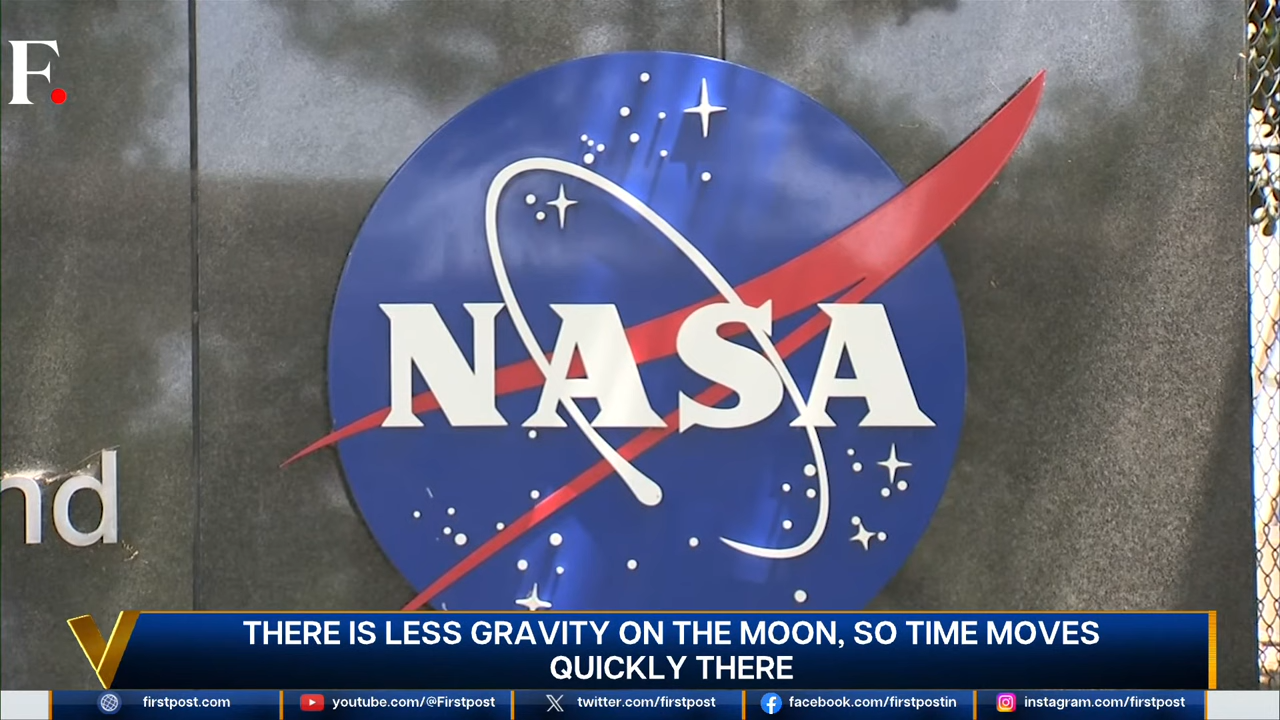 F.
NASA
nd
THERE IS LESS GRAVITY ON THE MOON, SO TIME MOVES
QUICKLY THERE
firstpost.com
youtube.com/@Firstpost
twitter.com/firstpost
facebook.com/firstpostin
instagram.com/firstpost